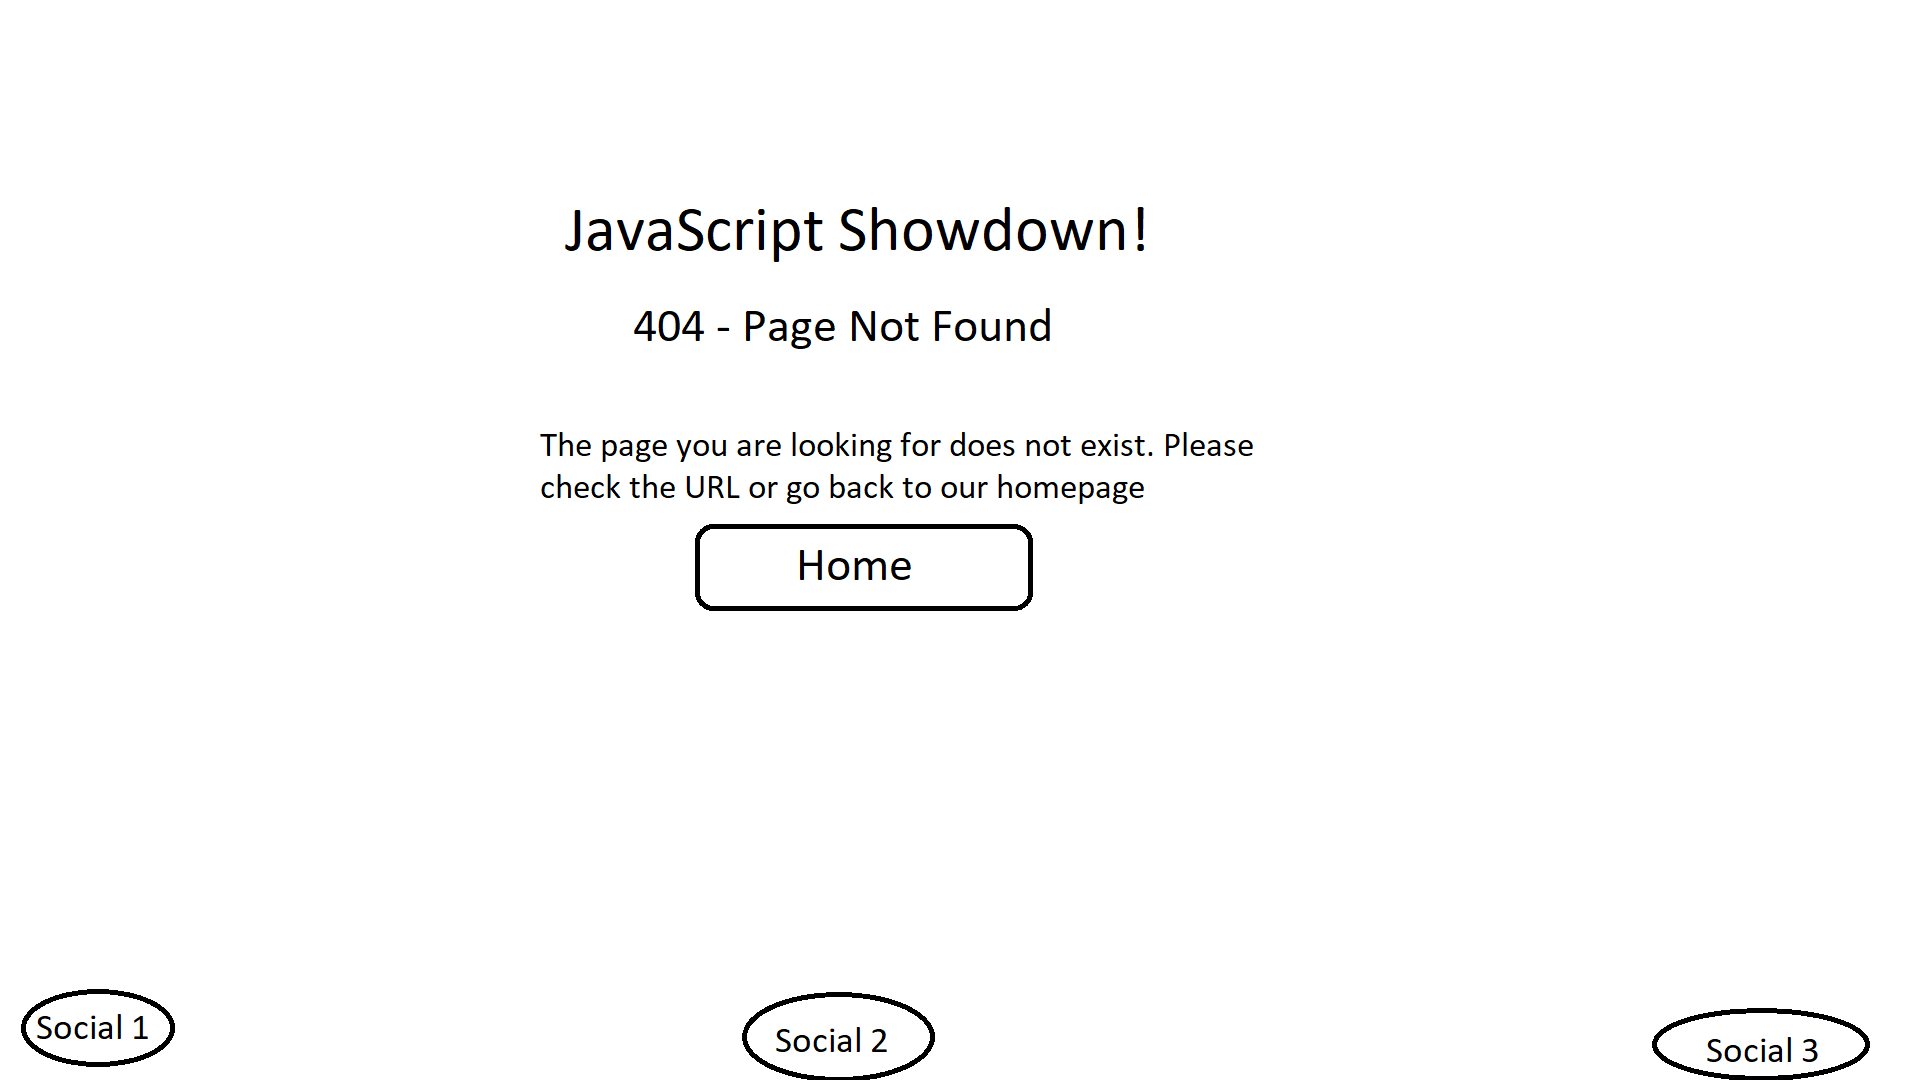 JavaScript Showdown!
404 - Page Not Found
The page you are looking for does not exist. Please
check the URL or go back to our homepage
Home
Social 1
Social 2
Social 3